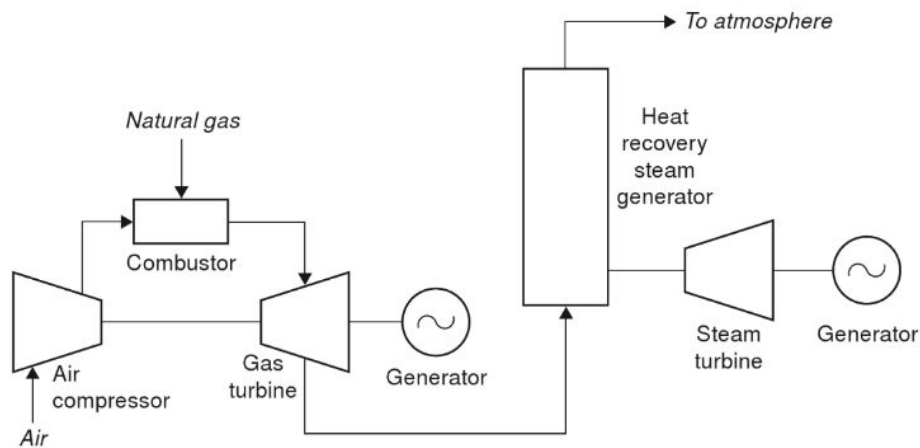 To atmosphere
Natural gas
Heat
recovery
steam
generator
Combustor
Air
compressor
Air
Gas
turbine
Generator
Steam
turbine
Generator